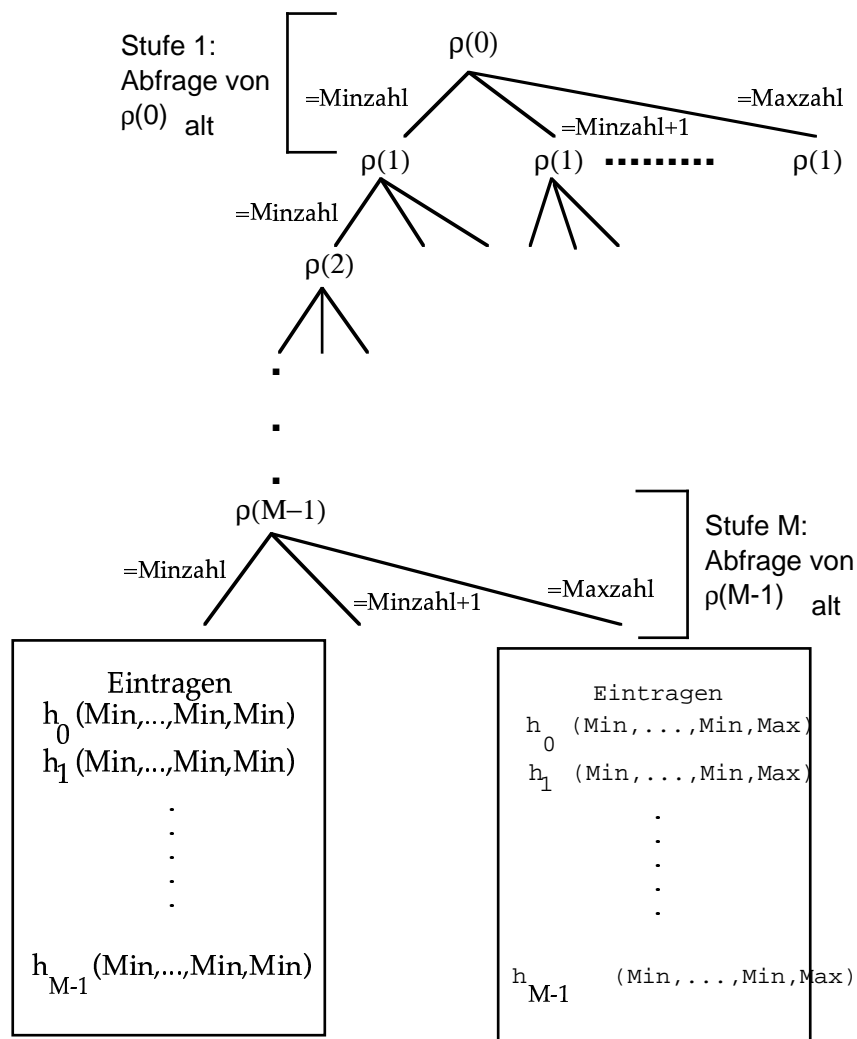 Stufe 1:
Abfrage von
ρ(0) alt
ρ(0)
=Minzahl
=Minzahl+1
=Maxzahl
ρ(1)
ρ(1)
ρ(1)
=Minzahl
ρ(2)
ρ(M−1)
=Minzahl
=Minzahl+1
=Maxzahl
Stufe M:
Abfrage von
ρ(M-1) alt
Eintragen
h0(Min,...,Min,Min)
h1(Min,...,Min,Min)
hM-1(Min,...,Min,Min)
Eintragen
h0 (Min,...,Min,Max)
h1 (Min,...,Min,Max)
hM-1 (Min,...,Min,Max)